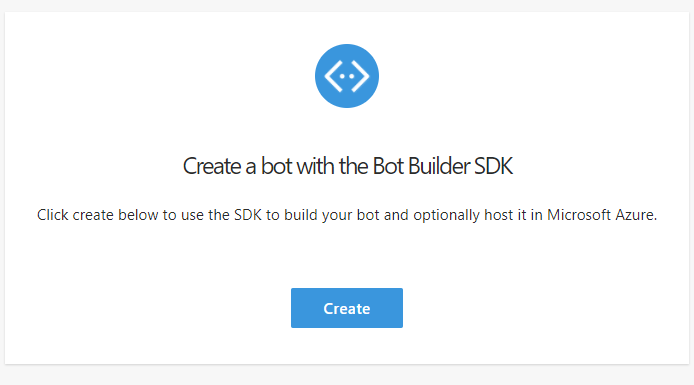 Create a bot with the Bot Builder SDK
Click create below to use the SDK to build your bot and optionally host it in Microsoft Azure.
Create